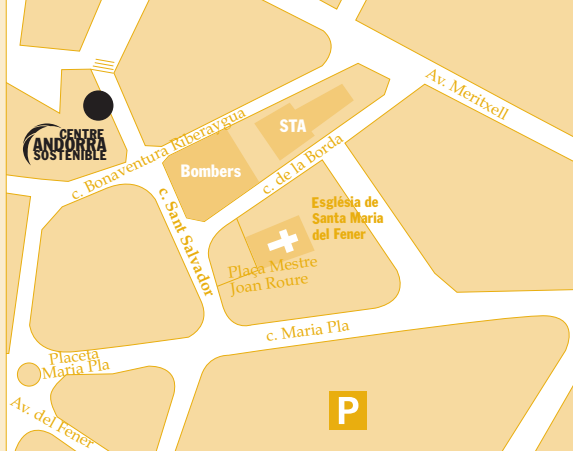 Av. Meritxell
CENTRE
ANDORRA
SOSTENIBLE
c. Bonaventura Riberaygua
STA
Bombers
c. de la Borda
c. Sant Salvador
Església de
Santa Maria
del Fener
Plaça Mestre
Joan Roure
c. Maria Pla
Placeta
Maria Pla
Av. del Fener
P